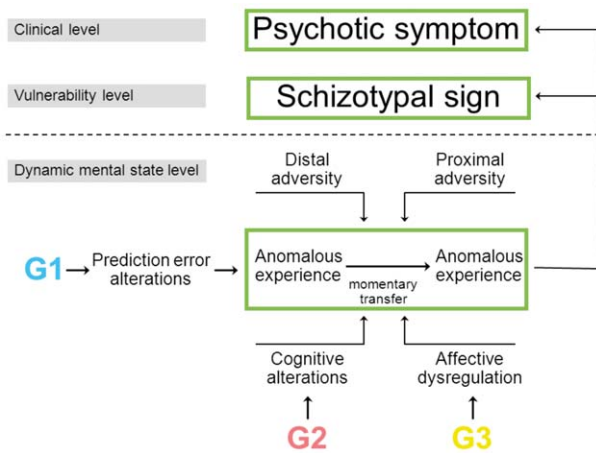 Clinical level
Psychotic symptom
Vulnerability level
Schizotypal sign
Dynamic mental state level
Distal
adversity
Proximal
adversity
G1
Prediction error
alterations
Anomalous
experience
momentary
transfer
Anomalous
experience
Cognitive
alterations
Affective
dysregulation
G2
G3